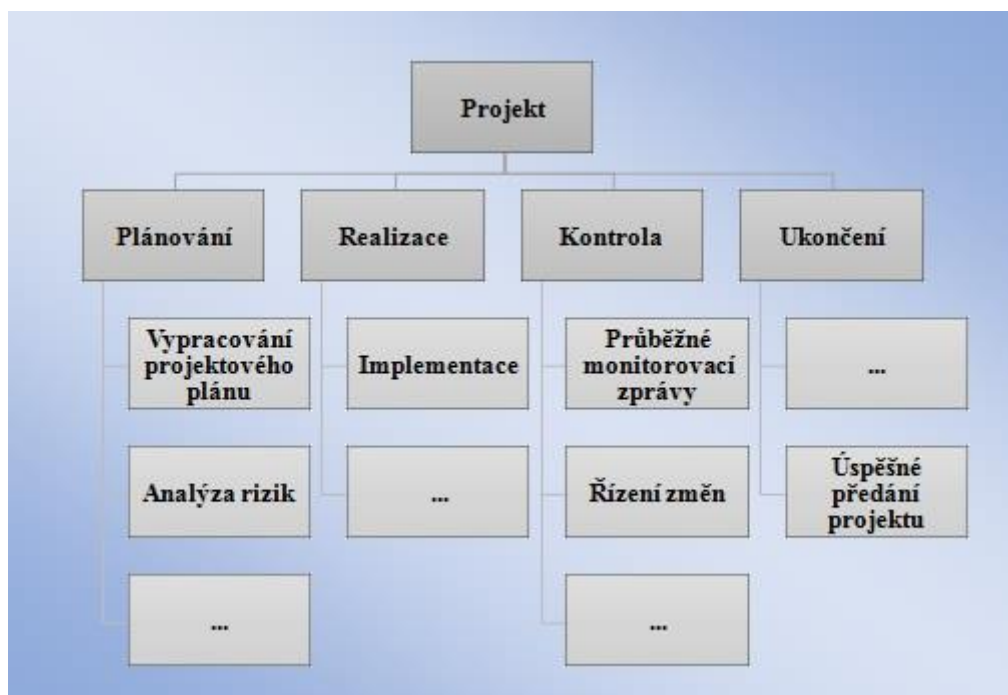 Projekt
Plánování
Realizace
Kontrola
Ukončení
Vypracování
projektového
plánu
Implementace
Průběžné
monitorovací
zprávy
...
Analýza rizik
...
Řízení změn
Úspěšné
předání
projektu
...
...